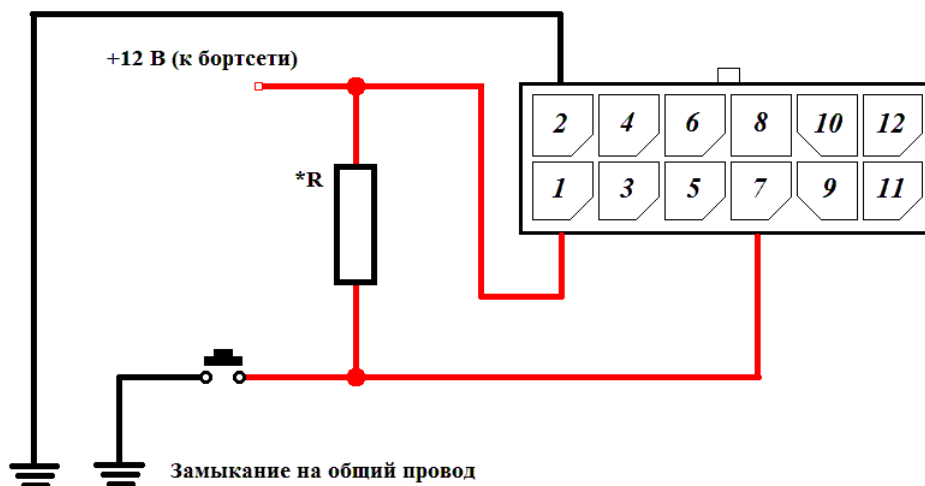 +12 В (к бортсети)
2 4 6 8 10 12
*R
1 3 5 7 9 11
Замыкание на общий провод